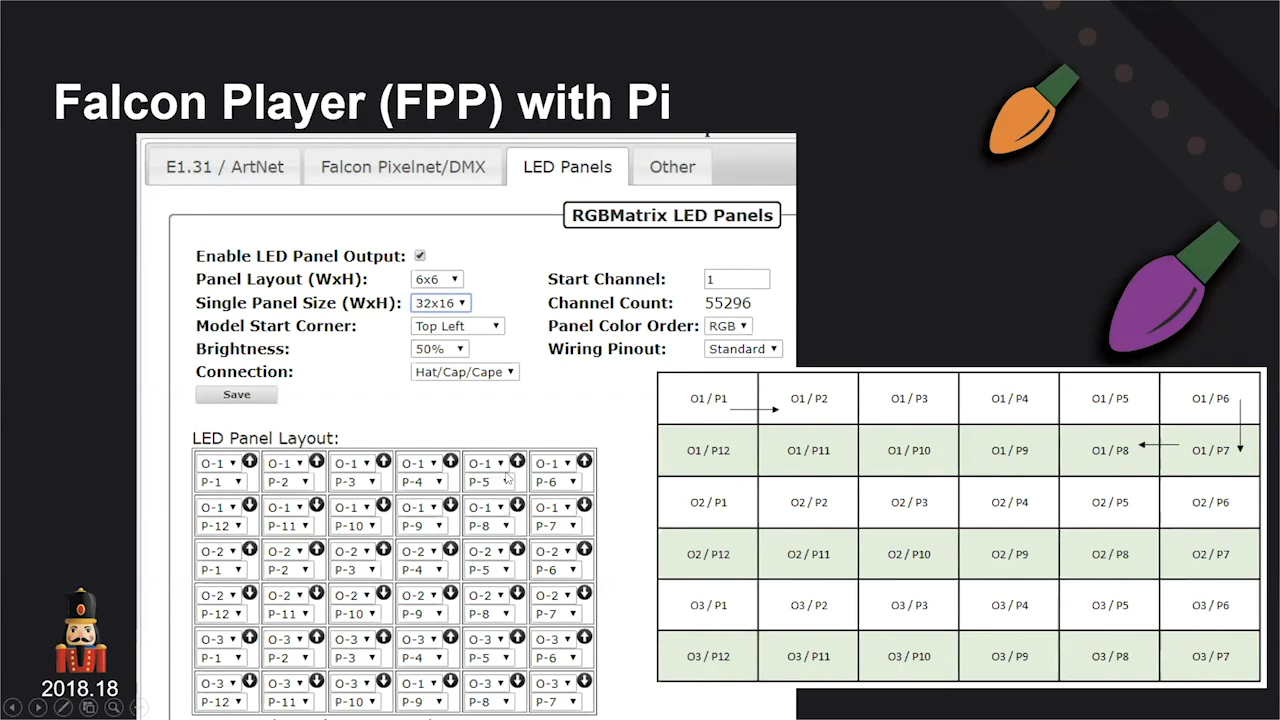 Falcon Player (FPP) with Pi
E1.31 / ArtNet Falcon Pixelnet/DMX LED Panels Other
RGBMatrix LED Panels
Enable LED Panel Output:
Panel Layout (WxH): 6x6 Start Channel: 1
Single Panel Size (WxH): 32x16 Channel Count: 55296
Model Start Corner: Top Left Panel Color Order: RGB
Brightness: 50% Wiring Pinout: Standard
Connection: Hat/Cap/Cape
Save
LED Panel Layout:
O-1 O-1 O-1 O-1 O-1 O-1
P-1 P-2 P-3 P-4 P-5 P-6
O-1 O-1 O-1 O-1 O-1 O-1
P-12 P-11 P-10 P-9 P-8 P-7
O-2 O-2 O-2 O-2 O-2 O-2
P-1 P-2 P-3 P-4 P-5 P-6
O-2 O-2 O-2 O-2 O-2 O-2
P-12 P-11 P-10 P-9 P-8 P-7
O-3 O-3 O-3 O-3 O-3 O-3
P-1 P-2 P-3 P-4 P-5 P-6
O-3 O-3 O-3 O-1 O-3 O-3
P-12 P-11 P-10 P-9 P-8 P-7
O1 / P1 O1 / P2 O1 / P3 O1 / P4 O1 / P5 O1 / P6
O1 / P12 O1 / P11 O1 / P10 O1 / P9 O1 / P8 O1 / P7
O2 / P1 O2 / P2 O2 / P3 O2 / P4 O2 / P5 O2 / P6
O2 / P12 O2 / P11 O2 / P10 O2 / P9 O2 / P8 O2 / P7
O3 / P1 O3 / P2 O3 / P3 O3 / P4 O3 / P5 O3 / P6
O3 / P12 O3 / P11 O3 / P10 O3 / P9 O3 / P8 O3 / P7
2018.18